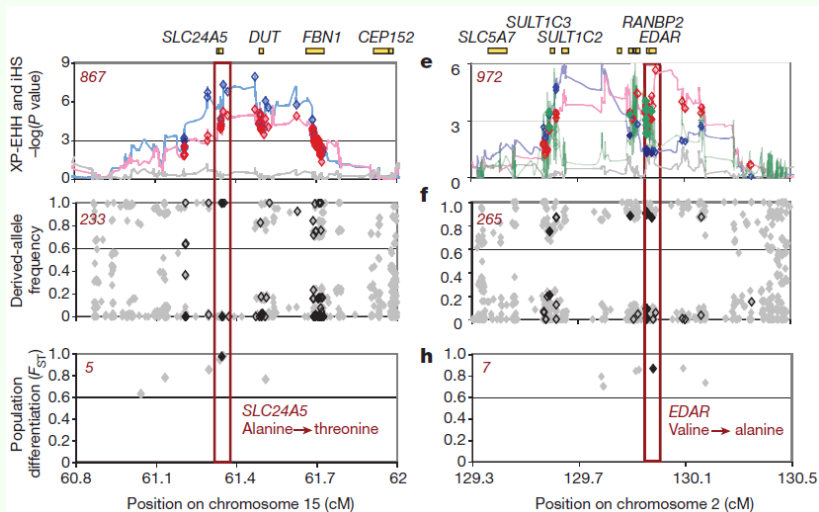 SLC24A5 DUT FBN1 CEP152
SULT1C3 RANBP2
SLC5A7 SULT1C2 EDAR
XP-EHH and iHS
–log(P value)
9
6
3
0
867
e
6
3
0
972
Derived-allele
frequency
1.0
0.8
0.6
0.4
0.2
0
233
f
1.0
0.8
0.6
0.4
0.2
0
265
Population
differentiation (FST)
1.0
0.8
0.6
0.4
0.2
0
5
SLC24A5
Alanine→threonine
h
1.0
0.8
0.6
0.4
0.2
0
7
EDAR
Valine→alanine
60.8 61.1 61.4 61.7 62
Position on chromosome 15 (cM)
129.3 129.7 130.1 130.5
Position on chromosome 2 (cM)